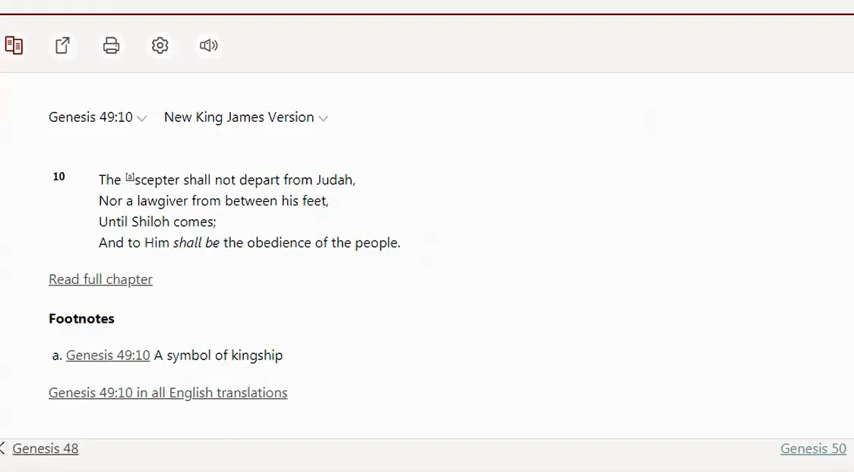 Genesis 49:10 New King James Version
10 The [a]scepter shall not depart from Judah,
Nor a lawgiver from between his feet,
Until Shiloh comes;
And to Him shall be the obedience of the people.
Read full chapter
Footnotes
a. Genesis 49:10 A symbol of kingship
Genesis 49:10 in all English translations
Genesis 48 Genesis 50